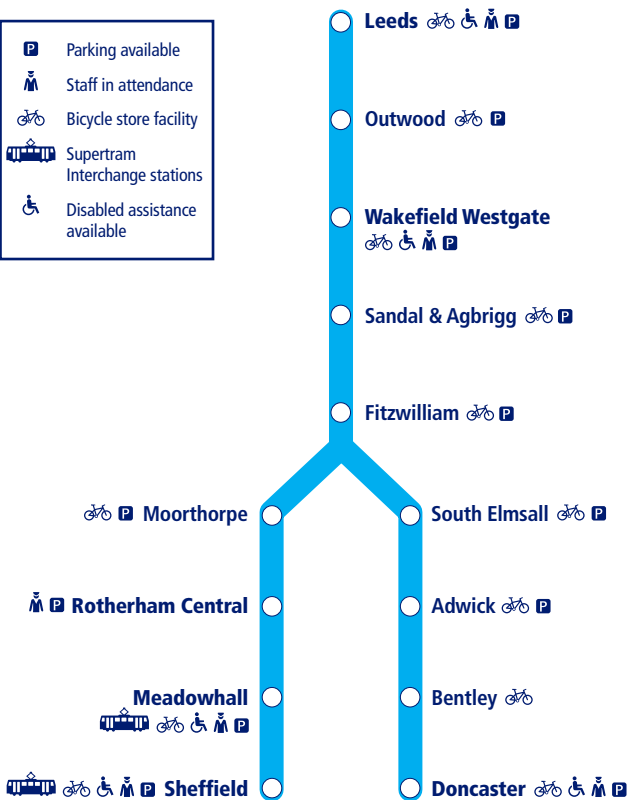 P Parking available
Staff in attendance
Bicycle store facility
Supertram
Interchange stations
Disabled assistance
available
Leeds P
Outwood P
Wakefield Westgate
P
Sandal & Agbrigg P
Fitzwilliam P
P Moorthorpe
South Elmsall P
P Rotherham Central
Adwick P
Meadowhall
P
Bentley
P Sheffield
Doncaster P